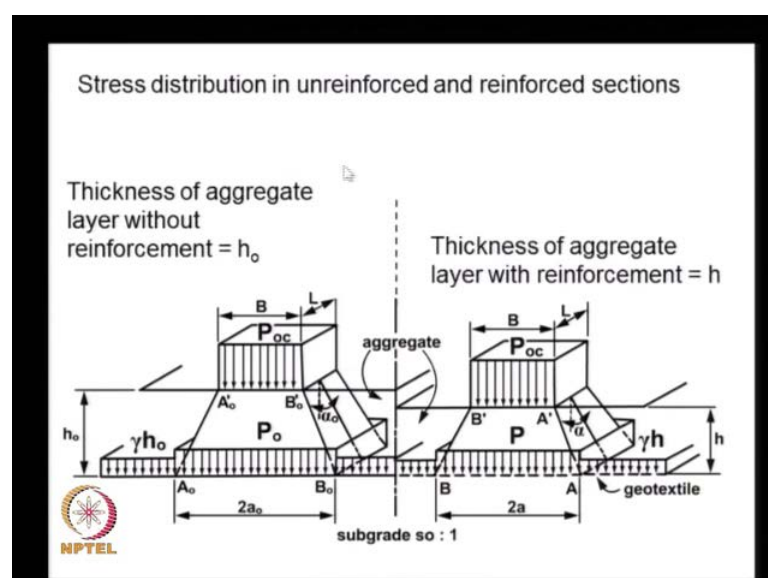 Stress distribution in unreinforced and reinforced sections
Thickness of aggregate
layer without
reinforcement = ho
Thickness of aggregate
layer with reinforcement = h
B
L
Poc
aggregate
B
L
Poc
A'o
B'o
αo
B'
A'
α
ho
γho
Po
P
γh
h
Ao
Bo
B
A
geotextile
2ao
2a
subgrade so : 1
NPTEL